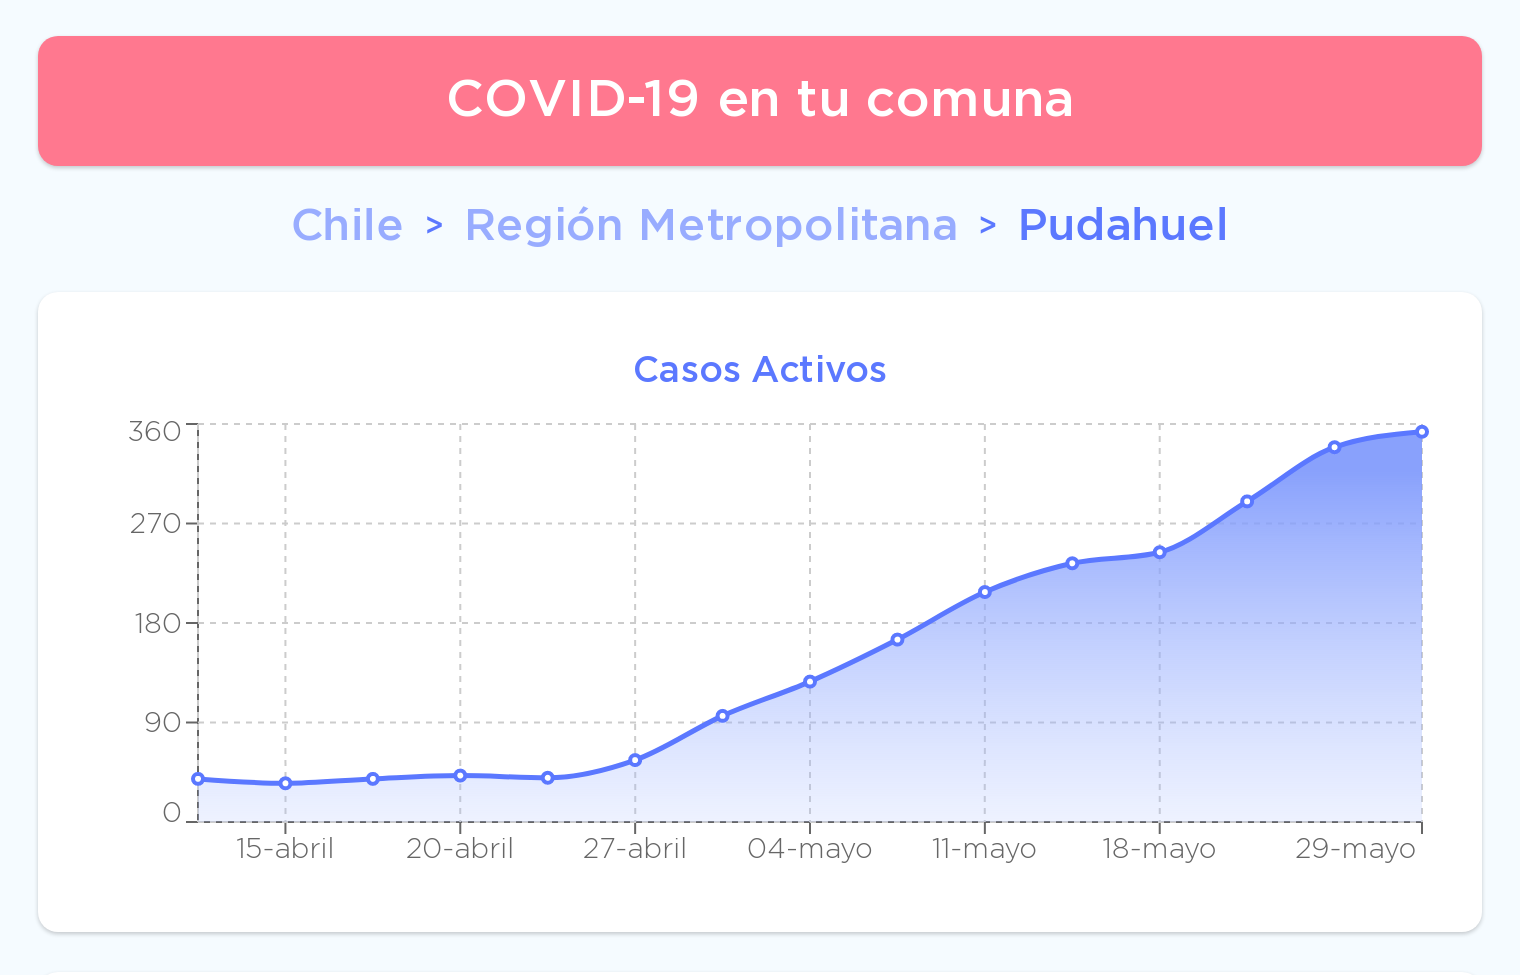 COVID-19 en tu comuna
Chile > Región Metropolitana > Pudahuel
Casos Activos
360
270
180
90
0
15-abril 20-abril 27-abril 04-mayo 11-mayo 18-mayo 29-mayo